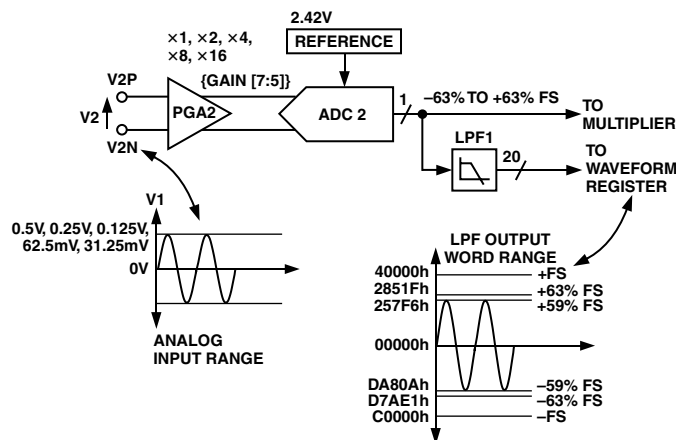 2.42V
REFERENCE
×1, ×2, ×4,
×8, ×16
{GAIN [7:5]}
V2P
V2
V2N
PGA2
ADC 2
1
–63% TO +63% FS
TO
MULTIPLIER
LPF1
20
TO
WAVEFORM
REGISTER
V1
0.5V, 0.25V, 0.125V,
62.5mV, 31.25mV
0V
ANALOG
INPUT RANGE
LPF OUTPUT
WORD RANGE
40000h +FS
2851Fh +63% FS
257F6h +59% FS
00000h
DA80Ah –59% FS
D7AE1h –63% FS
C0000h –FS